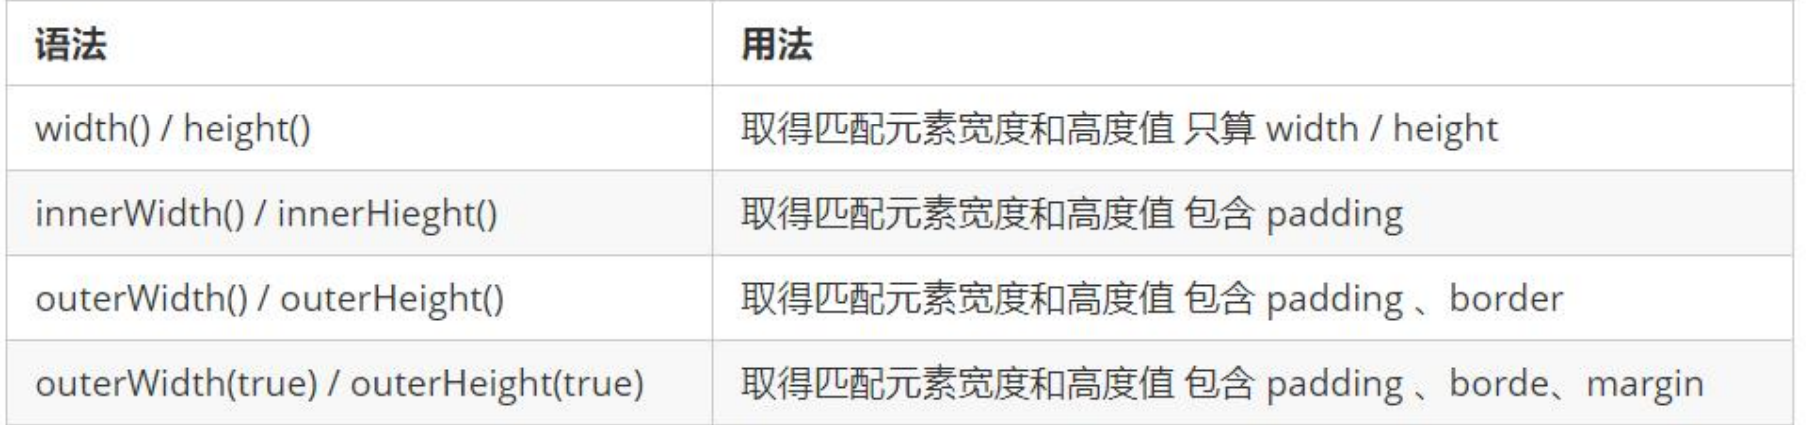 语法 用法
width() / height() 取得匹配元素宽度和高度值 只算 width / height
innerWidth() / innerHieght() 取得匹配元素宽度和高度值 包含 padding
outerWidth() / outerHeight() 取得匹配元素宽度和高度值 包含 padding 、border
outerWidth(true) / outerHeight(true) 取得匹配元素宽度和高度值 包含 padding 、borde、margin